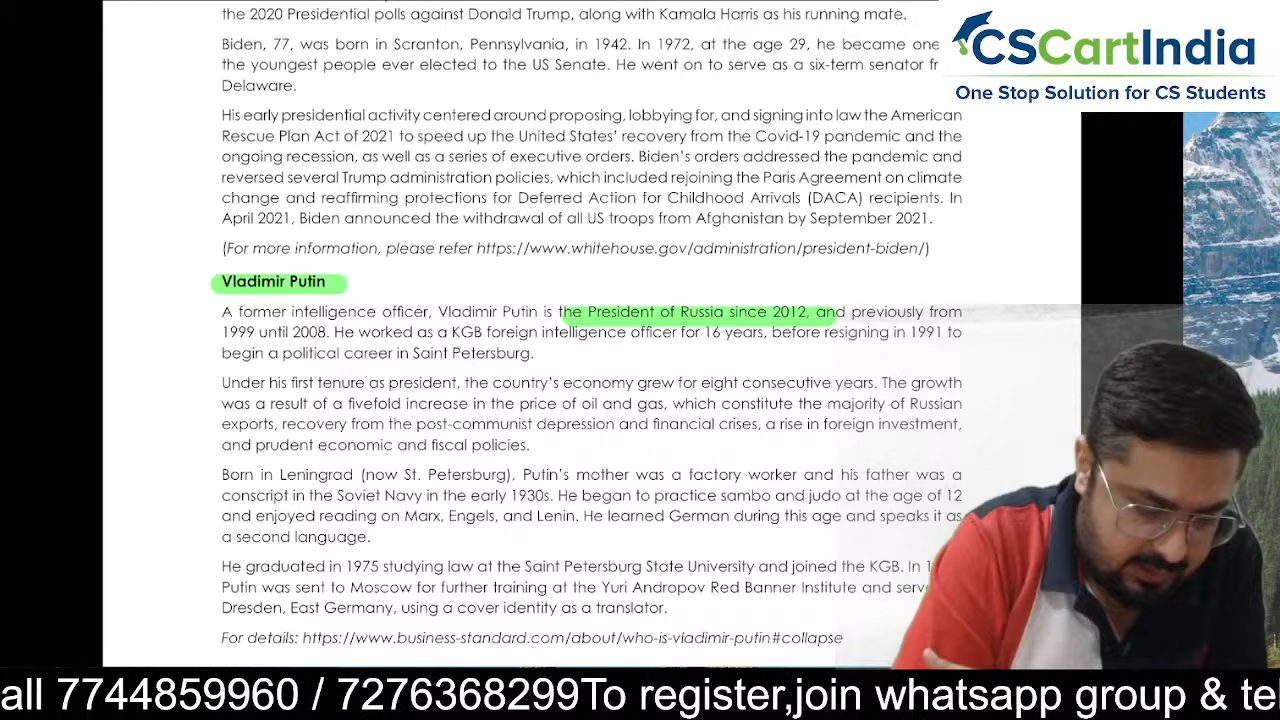 the 2020 Presidential polls against Donald Trump, along with Kamala Harris as his running mate.
Biden, 77, was born in Scranton, Pennsylvania, in 1942. In 1972, at the age 29, he became one
the youngest people ever elected to the US Senate. He went on to serve as a six-term senator fr
Delaware.
CSCartIndia
One Stop Solution for CS Students
His early presidential activity centered around proposing, lobbying for, and signing into law the American
Rescue Plan Act of 2021 to speed up the United States' recovery from the Covid-19 pandemic and the
ongoing recession, as well as a series of executive orders. Biden's orders addressed the pandemic and
reversed several Trump administration policies, which included rejoining the Paris Agreement on climate
change and reaffirming protections for Deferred Action for Childhood Arrivals (DACA) recipients. In
April 2021, Biden announced the withdrawal of all US troops from Afghanistan by September 2021.
(For more information, please refer https://www.whitehouse.gov/administration/president-biden/)
Vladimir Putin
A former intelligence officer, Vladimir Putin is the President of Russia since 2012, and previously from
1999 until 2008. He worked as a KGB foreign intelligence officer for 16 years, before resigning in 1991 to
begin a political career in Saint Petersburg.
Under his first tenure as president, the country's economy grew for eight consecutive years. The growth
was a result of a fivefold increase in the price of oil and gas, which constitute the majority of Russian
exports, recovery from the post-communist depression and financial crises, a rise in foreign investment,
and prudent economic and fiscal policies.
Born in Leningrad (now St. Petersburg), Putin's mother was a factory worker and his father was a
conscript in the Soviet Navy in the early 1930s. He began to practice sambo and judo at the age of 12
and enjoyed reading on Marx, Engels, and Lenin. He learned German during this age and speaks it as
a second language.
He graduated in 1975 studying law at the Saint Petersburg State University and joined the KGB. In
Putin was sent to Moscow for further training at the Yuri Andropov Red Banner Institute and serv
Dresden, East Germany, using a cover identity as a translator.
For details: https://www.business-standard.com/about/who-is-vladimir-putin#collapse
all 7744859960 / 7276368299To register,join whatsapp group & tel